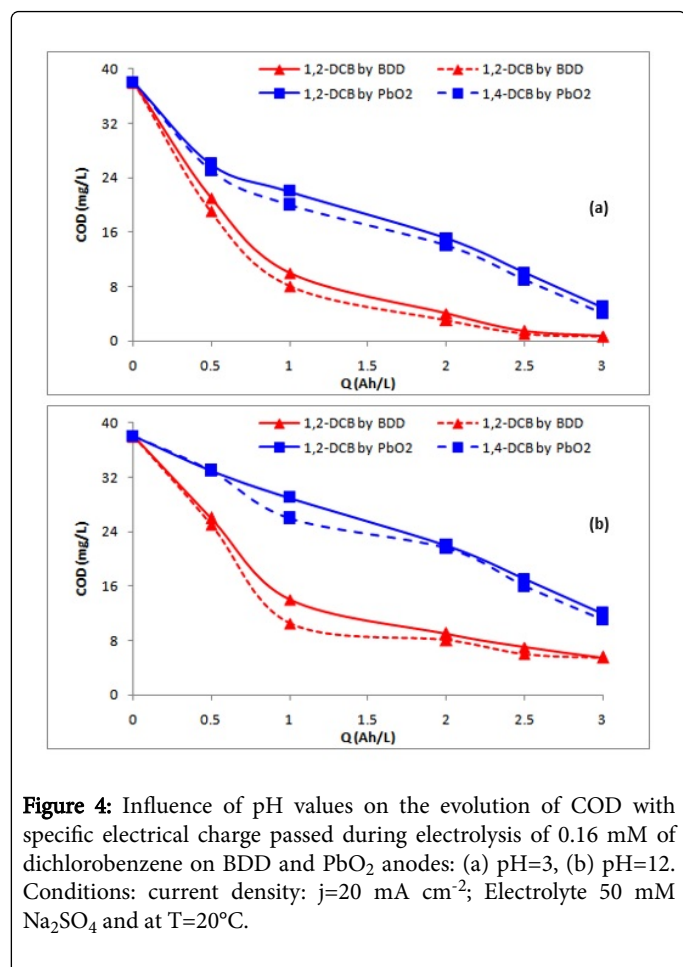 1,2-DCB by BDD 1,2-DCB by BDD
1,2-DCB by PbO2 1,4-DCB by PbO2
40
32
24
16
8
0
COD (mg/L)
(a)
0 0.5 1 1.5 2 2.5 3
Q (Ah/L)
1,2-DCB by BDD 1,2-DCB by BDD
1,2-DCB by PbO2 1,4-DCB by PbO2
40
32
24
16
8
0
COD (mg/L)
(b)
0 0.5 1 1.5 2 2.5 3
Q (Ah/L)
Figure 4: Influence of pH values on the evolution of COD with
specific electrical charge passed during electrolysis of 0.16 mM of
dichlorobenzene on BDD and PbO₂ anodes: (a) pH=3, (b) pH=12.
Conditions: current density: j=20 mA cm⁻²; Electrolyte 50 mM
Na₂SO₄ and at T=20°C.